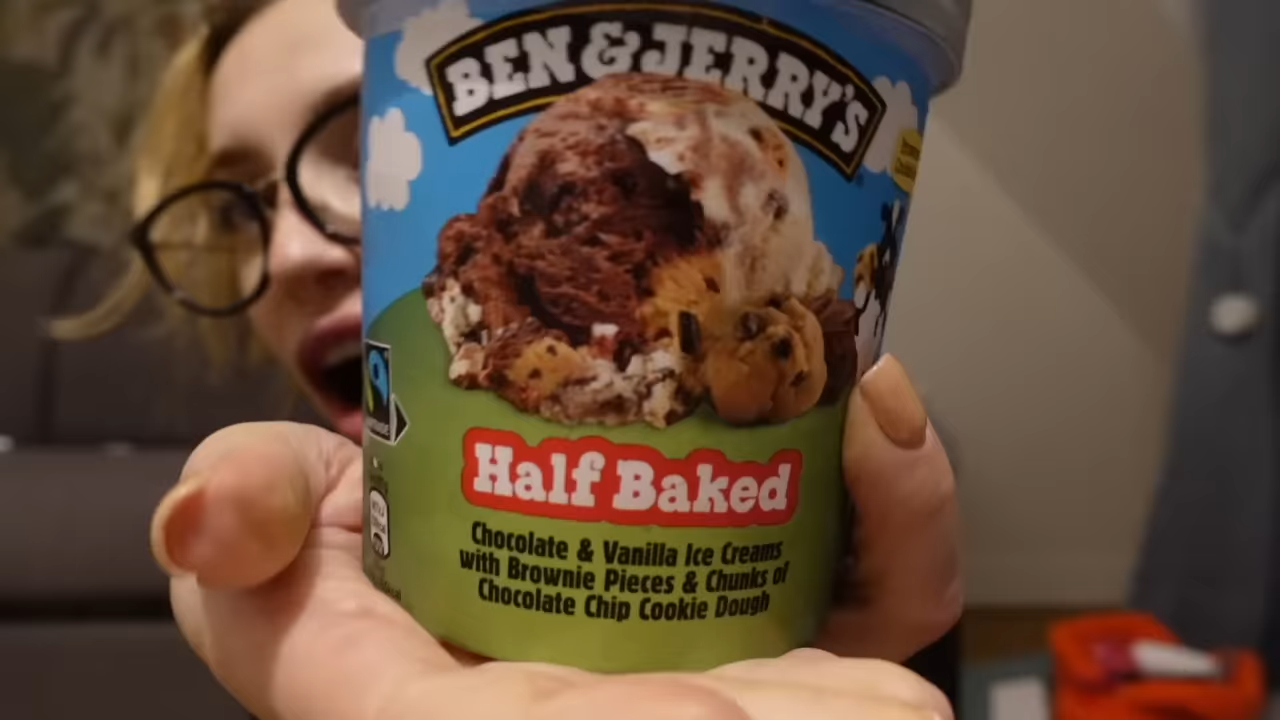 BEN & JERRY'S
Half Baked
Chocolate & Vanilla Ice Creams
with Brownie Pieces & Chunks of
Chocolate Chip Cookie Dough